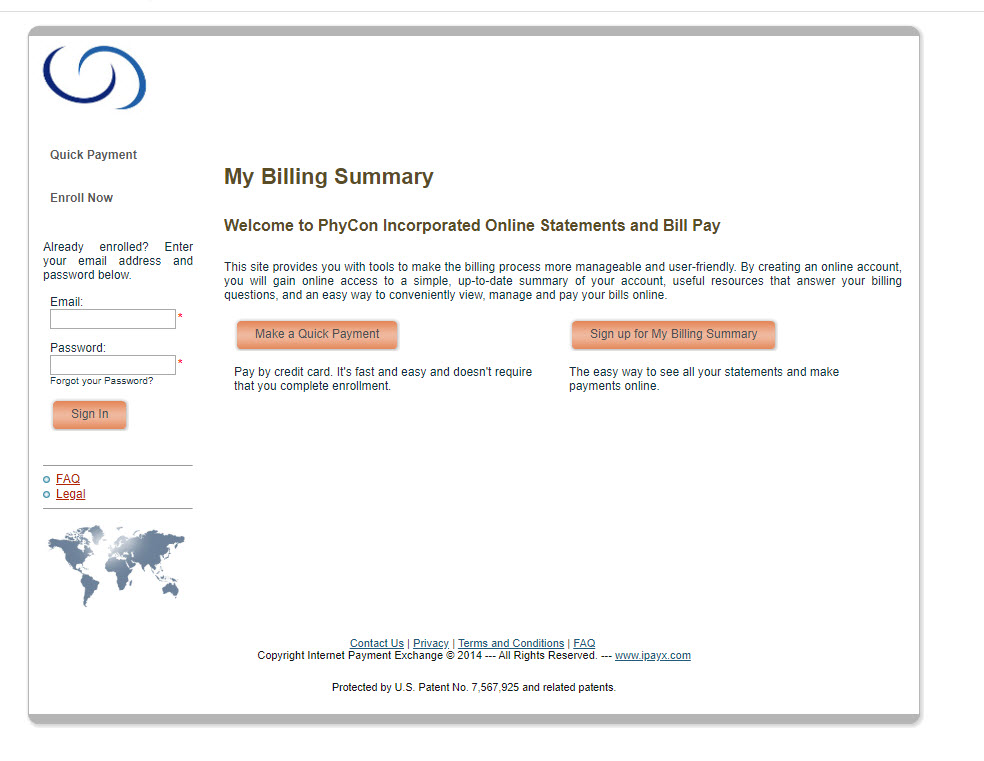 Quick Payment
Enroll Now
Already enrolled? Enter
your email address and
password below.
Email:
*
Password:
*
Forgot your Password?
Sign In
FAQ
Legal
My Billing Summary
Welcome to PhyCon Incorporated Online Statements and Bill Pay
This site provides you with tools to make the billing process more manageable and user-friendly. By creating an online account,
you will gain online access to a simple, up-to-date summary of your account, useful resources that answer your billing
questions, and an easy way to conveniently view, manage and pay your bills online.
Make a Quick Payment
Pay by credit card. It's fast and easy and doesn't require
that you complete enrollment.
Sign up for My Billing Summary
The easy way to see all your statements and make
payments online.
Contact Us | Privacy | Terms and Conditions | FAQ
Copyright Internet Payment Exchange © 2014 --- All Rights Reserved. --- www.ipayx.com
Protected by U.S. Patent No. 7,567,925 and related patents.